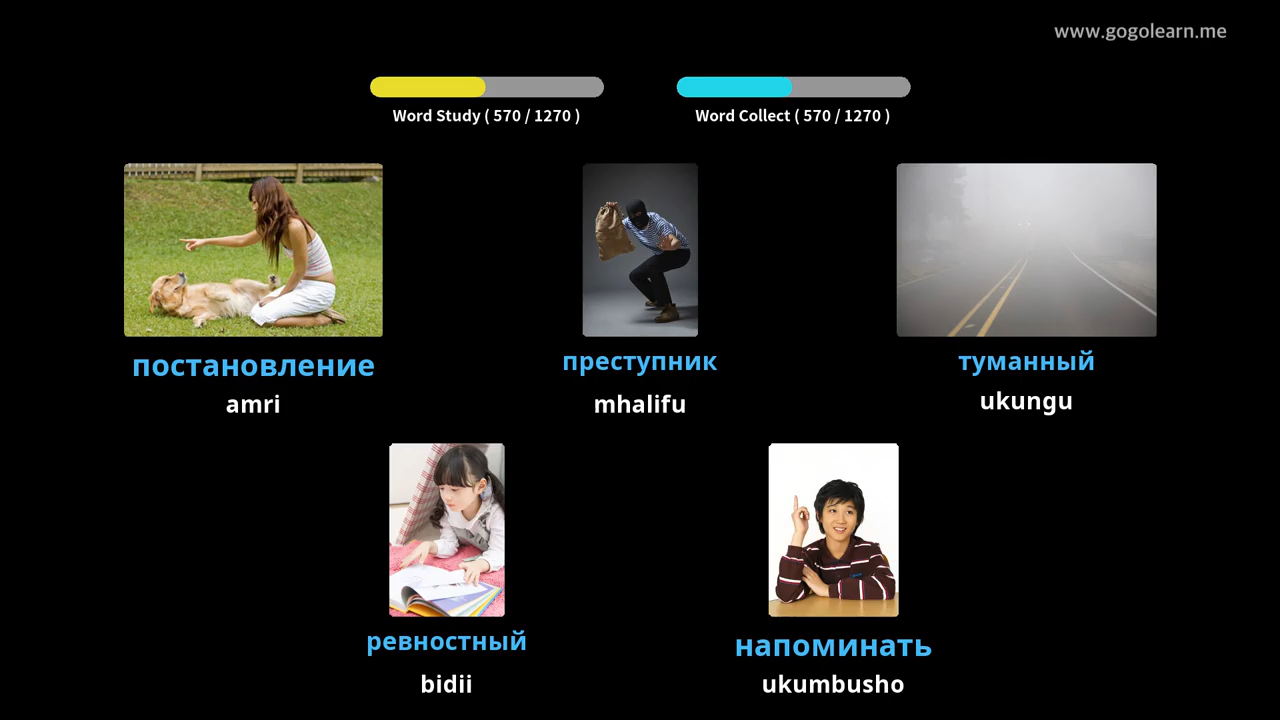 www.gogolearn.me
Word Study ( 570 / 1270 )
Word Collect ( 570 / 1270 )
постановление
amri
преступник
mhalifu
туманный
ukungu
ревностный
bidii
напоминать
ukumbusho